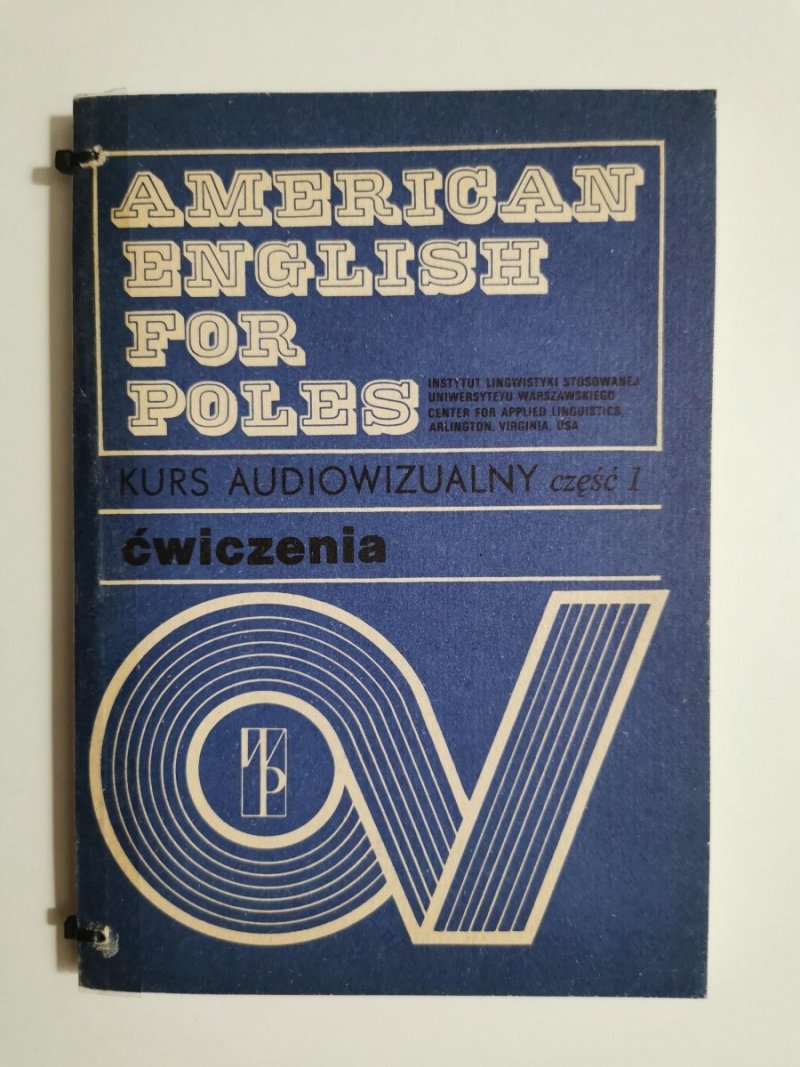 AMERICAN
ENGLISH
FOR
POLES
INSTYTUT LINGWISTYKI STOSOWANEJ
UNIWERSYTETU WARSZAWSKIEGO
CENTER FOR APPLIED LINGUISTICS,
ARLINGTON, VIRGINIA, USA
KURS AUDIOWIZUALNY część 1
ćwiczenia
WP